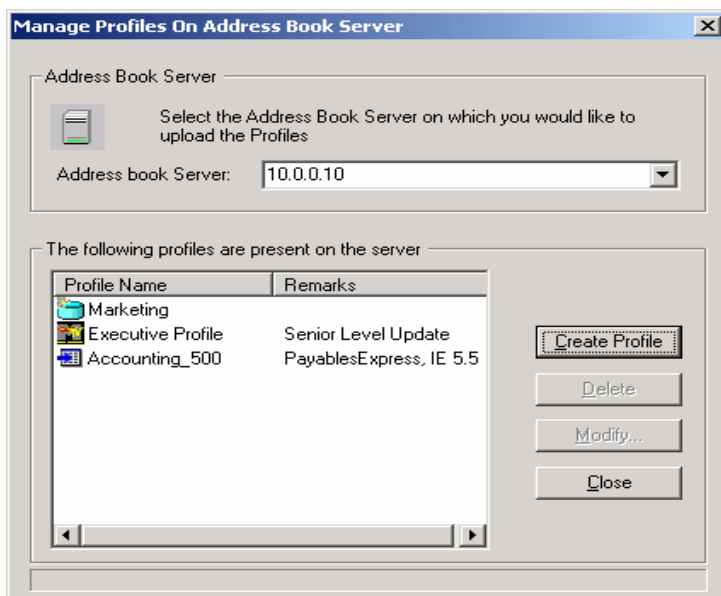 Manage Profiles On Address Book Server
Address Book Server
Select the Address Book Server on which you would like to
upload the Profiles
Address book Server: 10.0.0.10
The following profiles are present on the server
Profile Name Remarks
Marketing
Executive Profile Senior Level Update
Accounting_500 PayablesExpress, IE 5.5
Create Profile
Delete
Modify...
Close